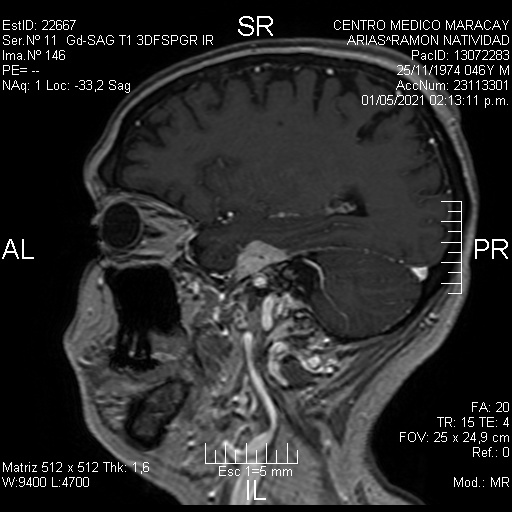 EstID: 22667
Ser.Nº 11 Gd-SAG T1 3DFSPGR IR
Ima.Nº 146
PE= --
NAq: 1 Loc: -33,2 Sag
SR
CENTRO MEDICO MARACAY
ARIAS^RAMON NATIVIDAD
PacID: 13072283
25/11/1974 046Y M
AccNum: 23113301
01/05/2021 02:13:11 p.m.
AL
PR
FA: 20
TR: 15 TE: 4
FOV: 25 x 24,9 cm
Ref.: 0
Mod.: MR
Matriz 512 x 512 Thk: 1,6
W:9400 L:4700
Esc 1=5 mm
IL